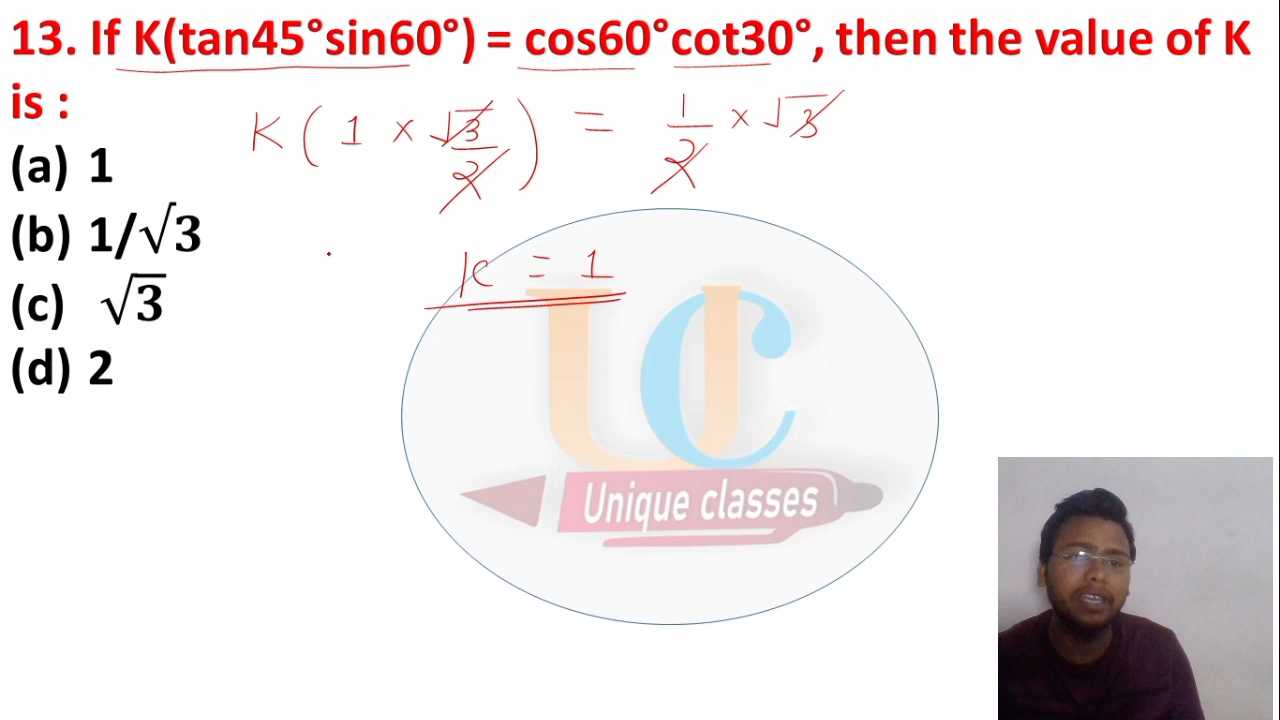 13. If K(tan45°sin60°) = cos60°cot30°, then the value of K
is :
K ( 1 × √3/2 ) = 1/2 × √3
(a) 1
(b) 1/√3
K = 1
(c) √3
(d) 2
UC
Unique classes